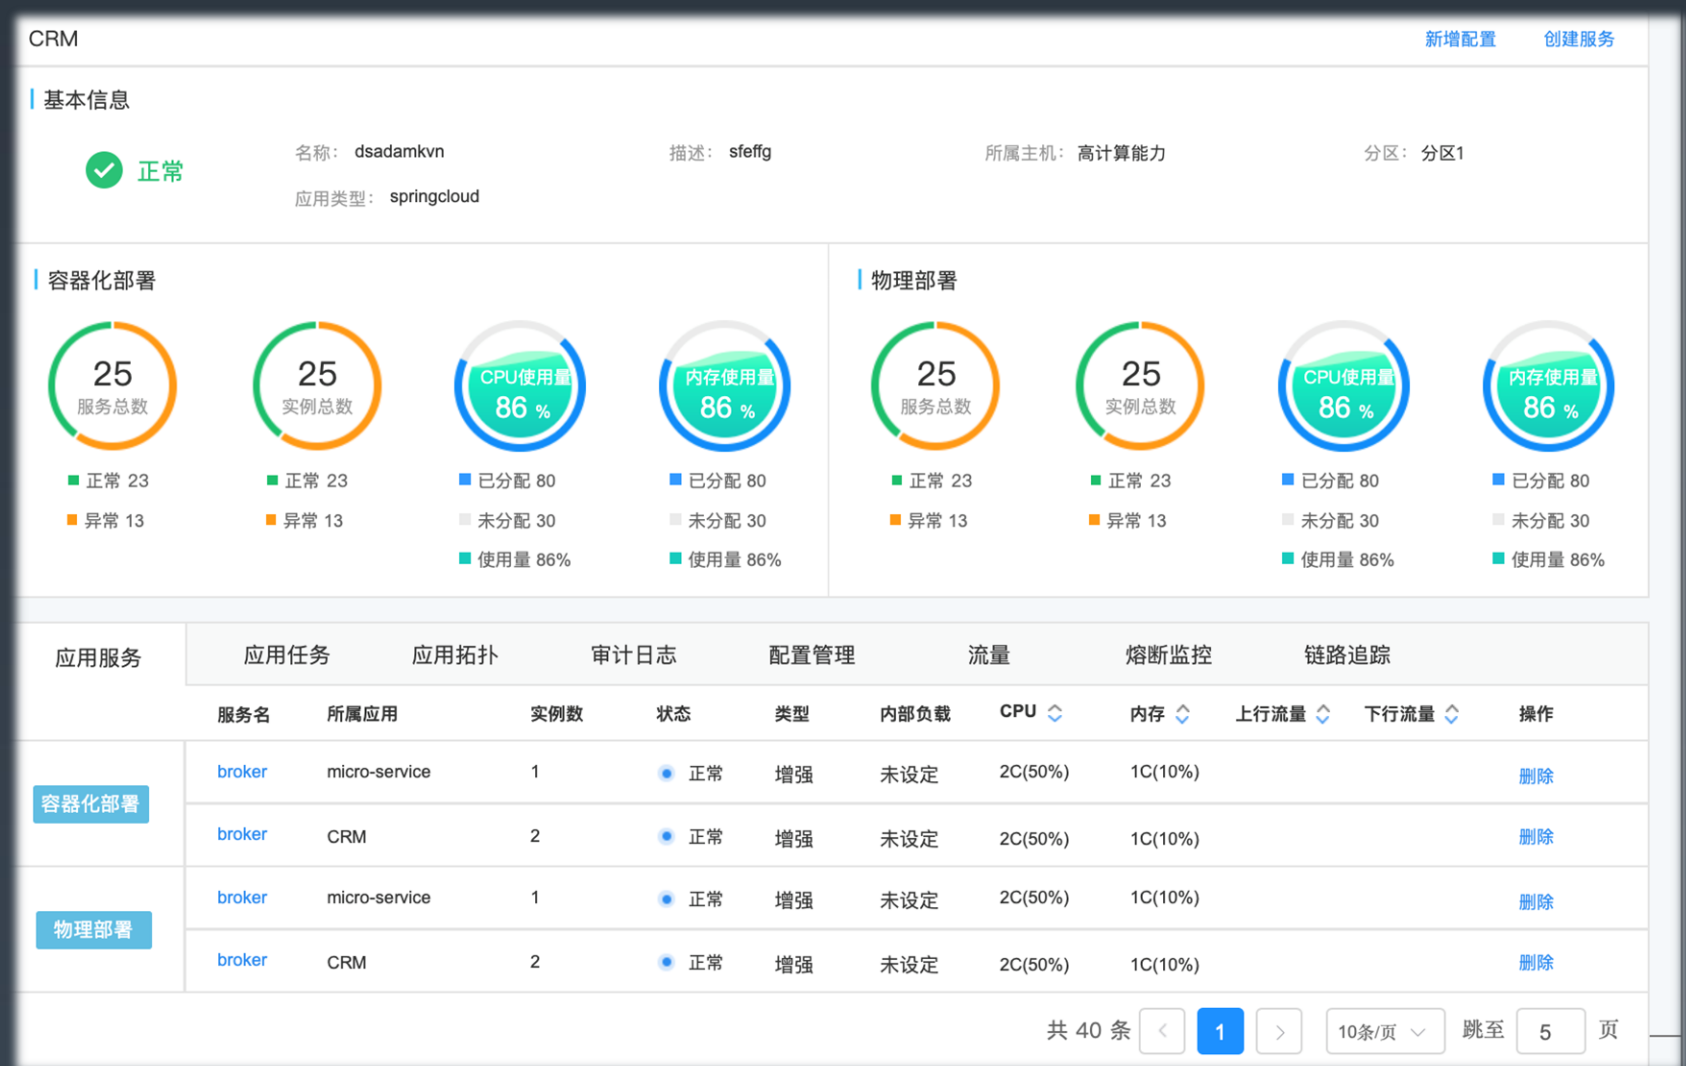 CRM 新增配置 创建服务
基本信息
正常 名称： dsadamkvn 描述： sfeffg 所属主机： 高计算能力 分区： 分区1
应用类型： springcloud
容器化部署 物理部署
25 25 CPU使用量 内存使用量 25 25 CPU使用量 内存使用量
服务总数 实例总数 86 % 86 % 服务总数 实例总数 86 % 86 %
正常 23 正常 23 已分配 80 已分配 80 正常 23 正常 23 已分配 80 已分配 80
异常 13 异常 13 未分配 30 未分配 30 异常 13 异常 13 未分配 30 未分配 30
使用量 86% 使用量 86% 使用量 86% 使用量 86%
应用服务 应用任务 应用拓扑 审计日志 配置管理 流量 熔断监控 链路追踪
服务名 所属应用 实例数 状态 类型 内部负载 CPU 内存 上行流量 下行流量 操作
容器化部署
broker micro-service 1 正常 增强 未设定 2C(50%) 1C(10%) 删除
broker CRM 2 正常 增强 未设定 2C(50%) 1C(10%) 删除
物理部署
broker micro-service 1 正常 增强 未设定 2C(50%) 1C(10%) 删除
broker CRM 2 正常 增强 未设定 2C(50%) 1C(10%) 删除
共 40 条 < 1 > 10条/页 跳至 5 页